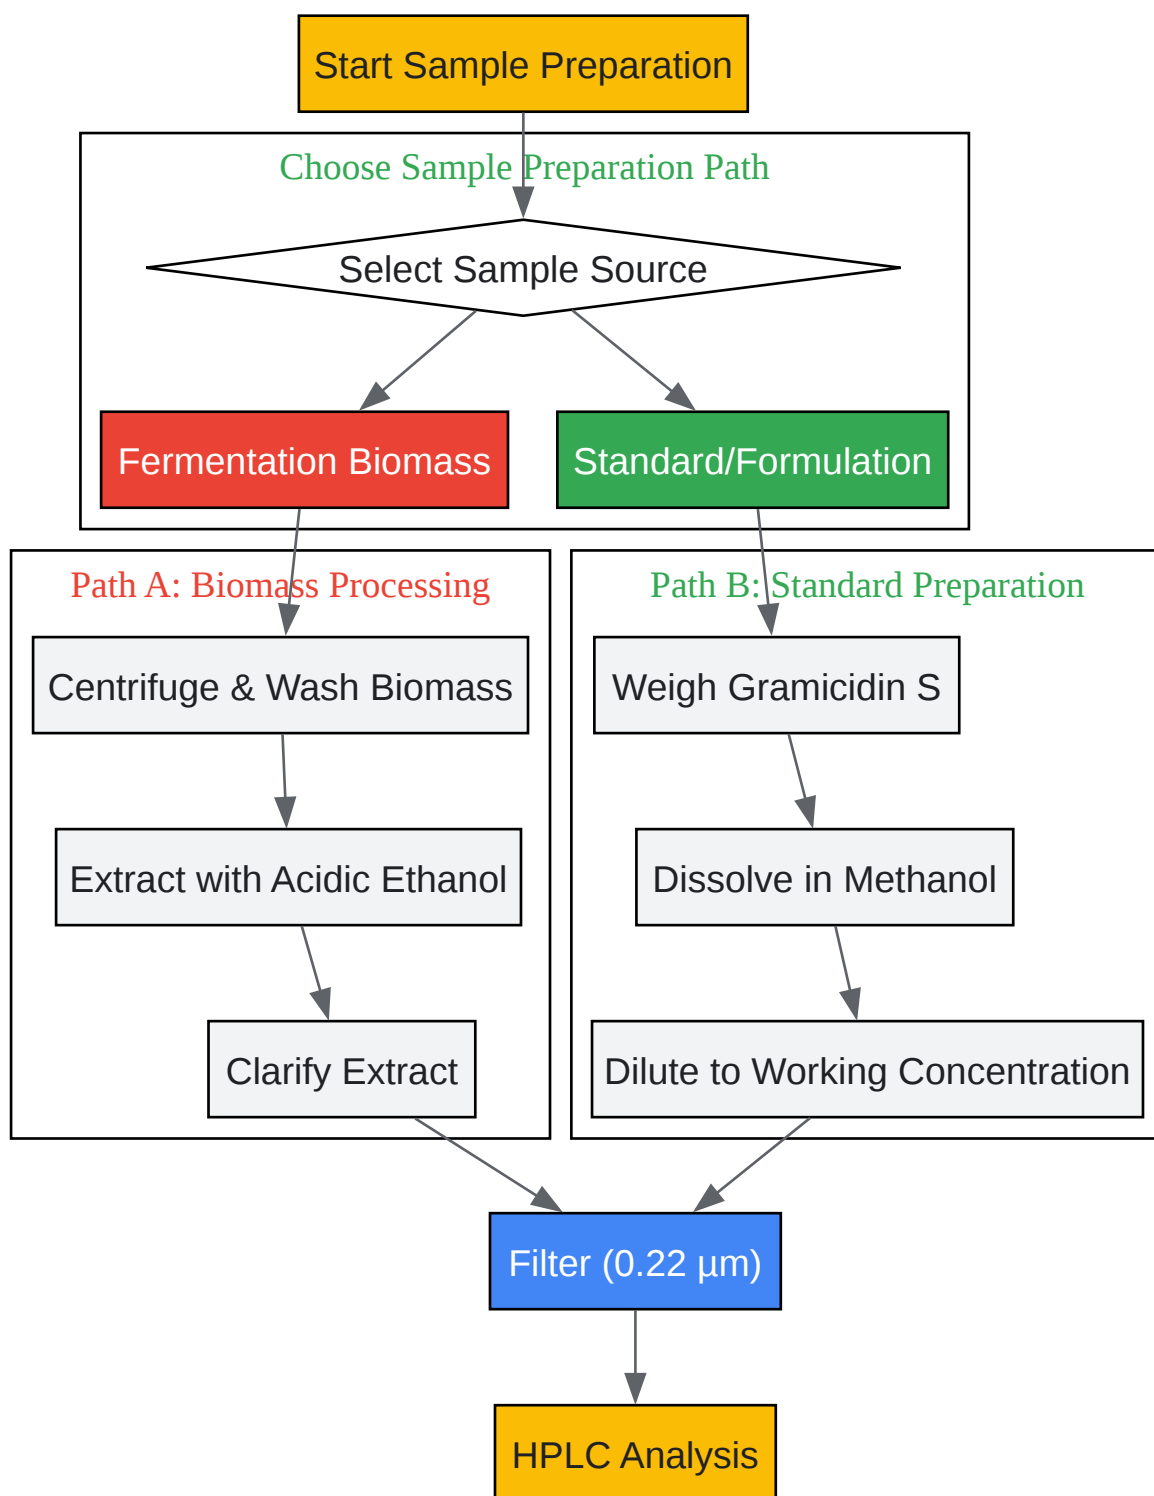 Start Sample Preparation
Choose Sample Preparation Path
Select Sample Source
Fermentation Biomass
Standard/Formulation
Path A: Biomass Processing
Path B: Standard Preparation
Centrifuge & Wash Biomass
Weigh Gramicidin S
Extract with Acidic Ethanol
Dissolve in Methanol
Clarify Extract
Dilute to Working Concentration
Filter (0.22 µm)
HPLC Analysis